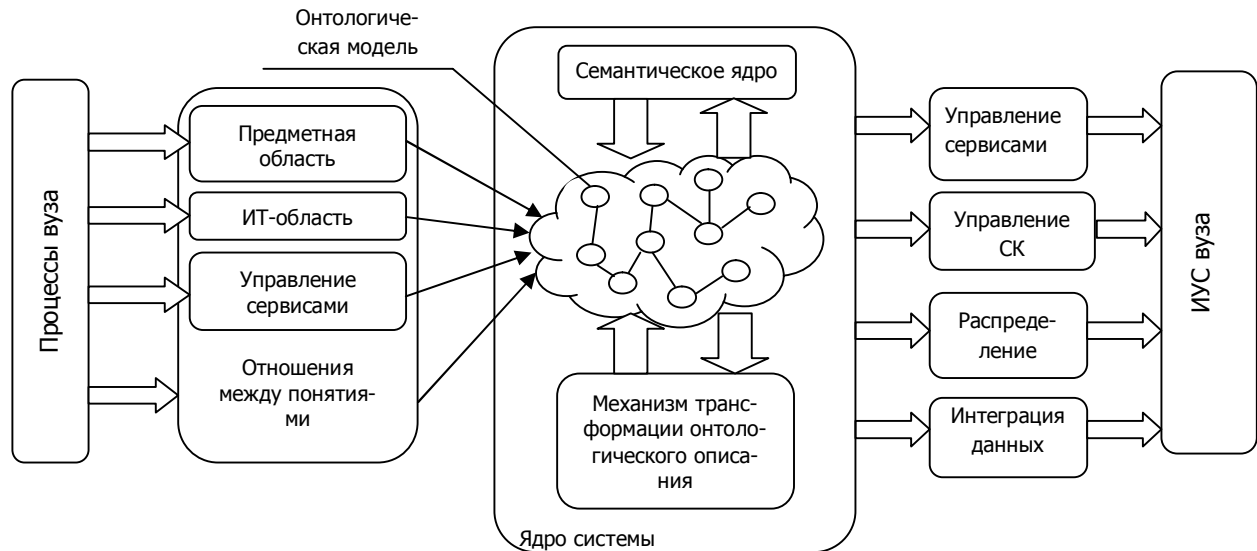 Онтологиче-
ская модель
Процессы вуза
Предметная
область
ИТ-область
Управление
сервисами
Отношения
между понятия-
ми
Семантическое ядро
Механизм транс-
формации онтоло-
гического описа-
ния
Ядро системы
Управление
сервисами
Управление
СК
Распреде-
ление
Интеграция
данных
ИУС вуза